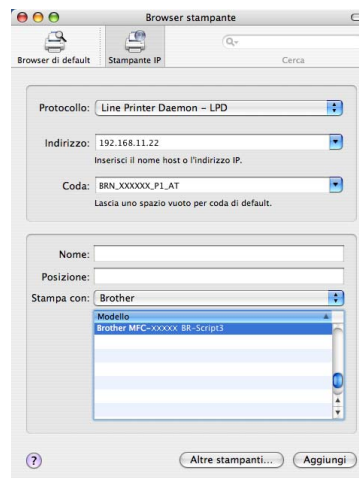 Browser stampante
Browser di default
Stampante IP
Cerca
Protocollo: Line Printer Daemon – LPD
Indirizzo: 192.168.11.22
Inserisci il nome host o l'indirizzo IP.
Coda: BRN_XXXXXX_P1_AT
Lascia uno spazio vuoto per coda di default.
Nome:
Posizione:
Stampa con: Brother
Modello
Brother MFC-XXXXX BR-Script3
?
Altre stampanti...
Aggiungi